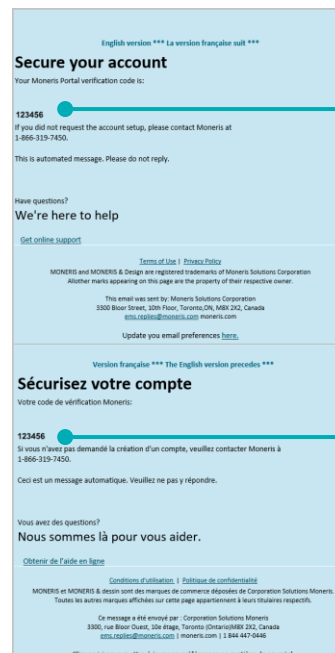 English version *** La version française suit ***
Secure your account
Your Moneris Portal verification code is:
123456
If you did not request the account setup, please contact Moneris at
1-866-319-7450.
This is automated message. Please do not reply.
Have questions?
We're here to help
Get online support
Terms of Use | Privacy Policy
MONERIS and MONERIS & Design are registered trademarks of Moneris Solutions Corporation
Allother marks appearing on this page are the property of their respective owner.
This email was sent by: Moneris Solutions Corporation
3300 Bloor Street, 10th Floor, Toronto,ON, M8X 2X2, Canada
ems.replies@moneris.com moneris.com
Update you email preferences here.
Version française *** The English version precedes ***
Sécurisez votre compte
Votre code de vérification Moneris:
123456
Si vous n'avez pas demandé la création d'un compte, veuillez contacter Moneris à
1-866-319-7450.
Ceci est un message automatique. Veuillez ne pas y répondre.
Vous avez des questions?
Nous sommes là pour vous aider.
Obtenir de l'aide en ligne
Conditions d'utilisation | Politique de confidentialité
MONERIS et MONERIS & dessin sont des marques de commerce déposées de Corporation Solutions Moneris.
Toutes les autres marques affichées sur cette page appartiennent à leurs titulaires respectifs.
Ce message a été envoyé par : Corporation Solutions Moneris
3300, rue Bloor Ouest, 10e étage, Toronto (Ontario)M8X 2X2, Canada
ems.replies@moneris.com | moneris.com | 1 844 447-0446